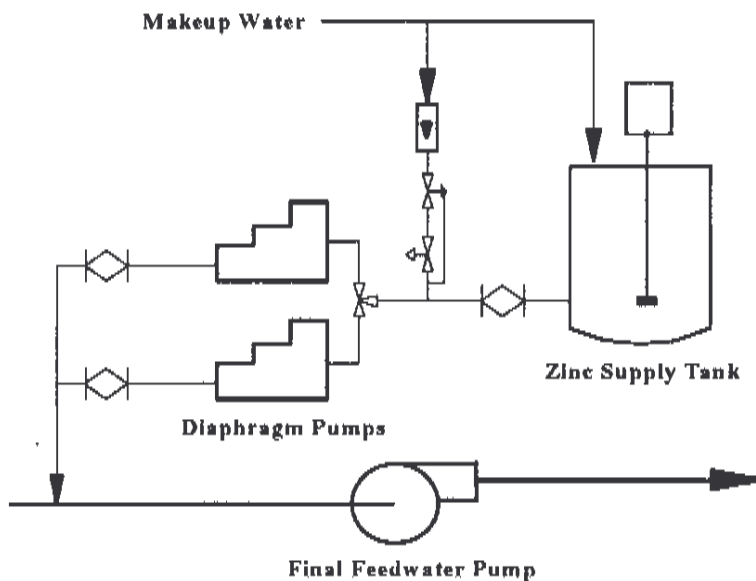 Makeup Water
Zinc Supply Tank
Diaphragm Pumps
Final Feedwater Pump